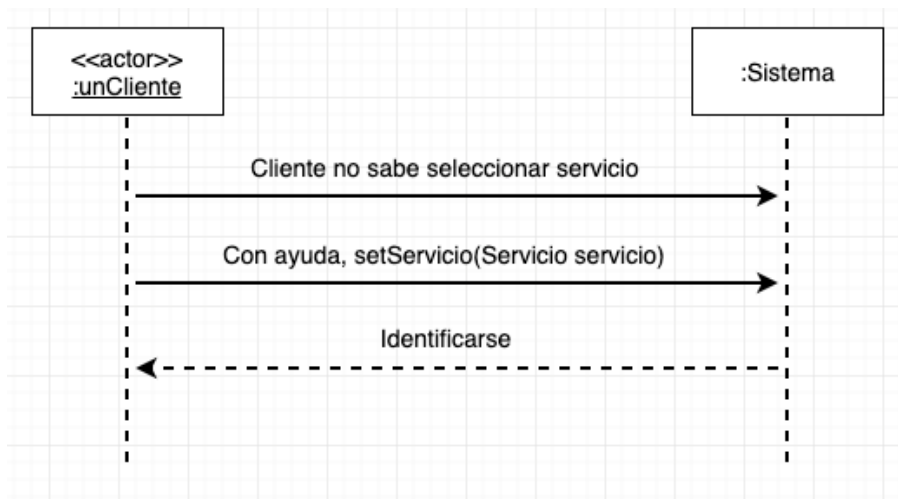 <<actor>>
:unCliente
:Sistema
Cliente no sabe seleccionar servicio
Con ayuda, setServicio(Servicio servicio)
Identificarse